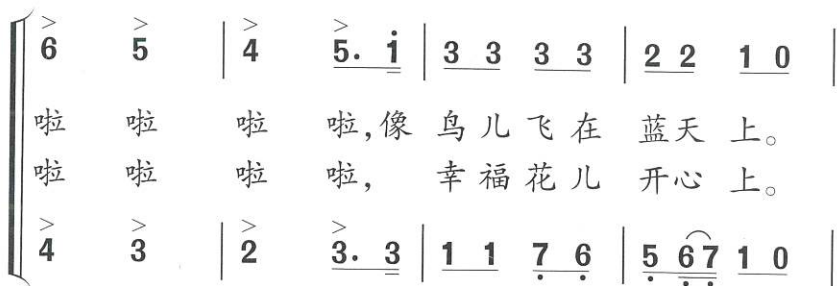 6 5 | 4 5. 1 | 3 3 3 3 | 2 2 1 0 |
啦 啦 啦 啦,像 鸟 儿 飞 在 蓝 天 上。
啦 啦 啦 啦, 幸 福 花 儿 开 心 上。
4 3 | 2 3. 3 | 1 1 7 6 | 5 6 7 1 0 |